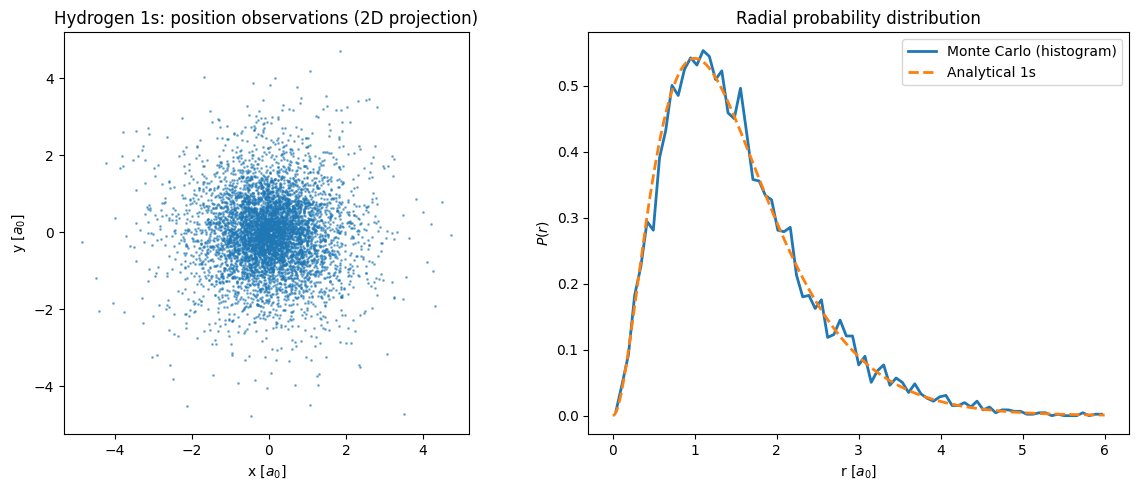 Hydrogen 1s: position observations (2D projection)
4
2
0
−2
−4
y [a₀]
−4 −2 0 2 4
x [a₀]
Radial probability distribution
Monte Carlo (histogram)
Analytical 1s
0.5
0.4
0.3
0.2
0.1
0.0
P(r)
0 1 2 3 4 5 6
r [a₀]